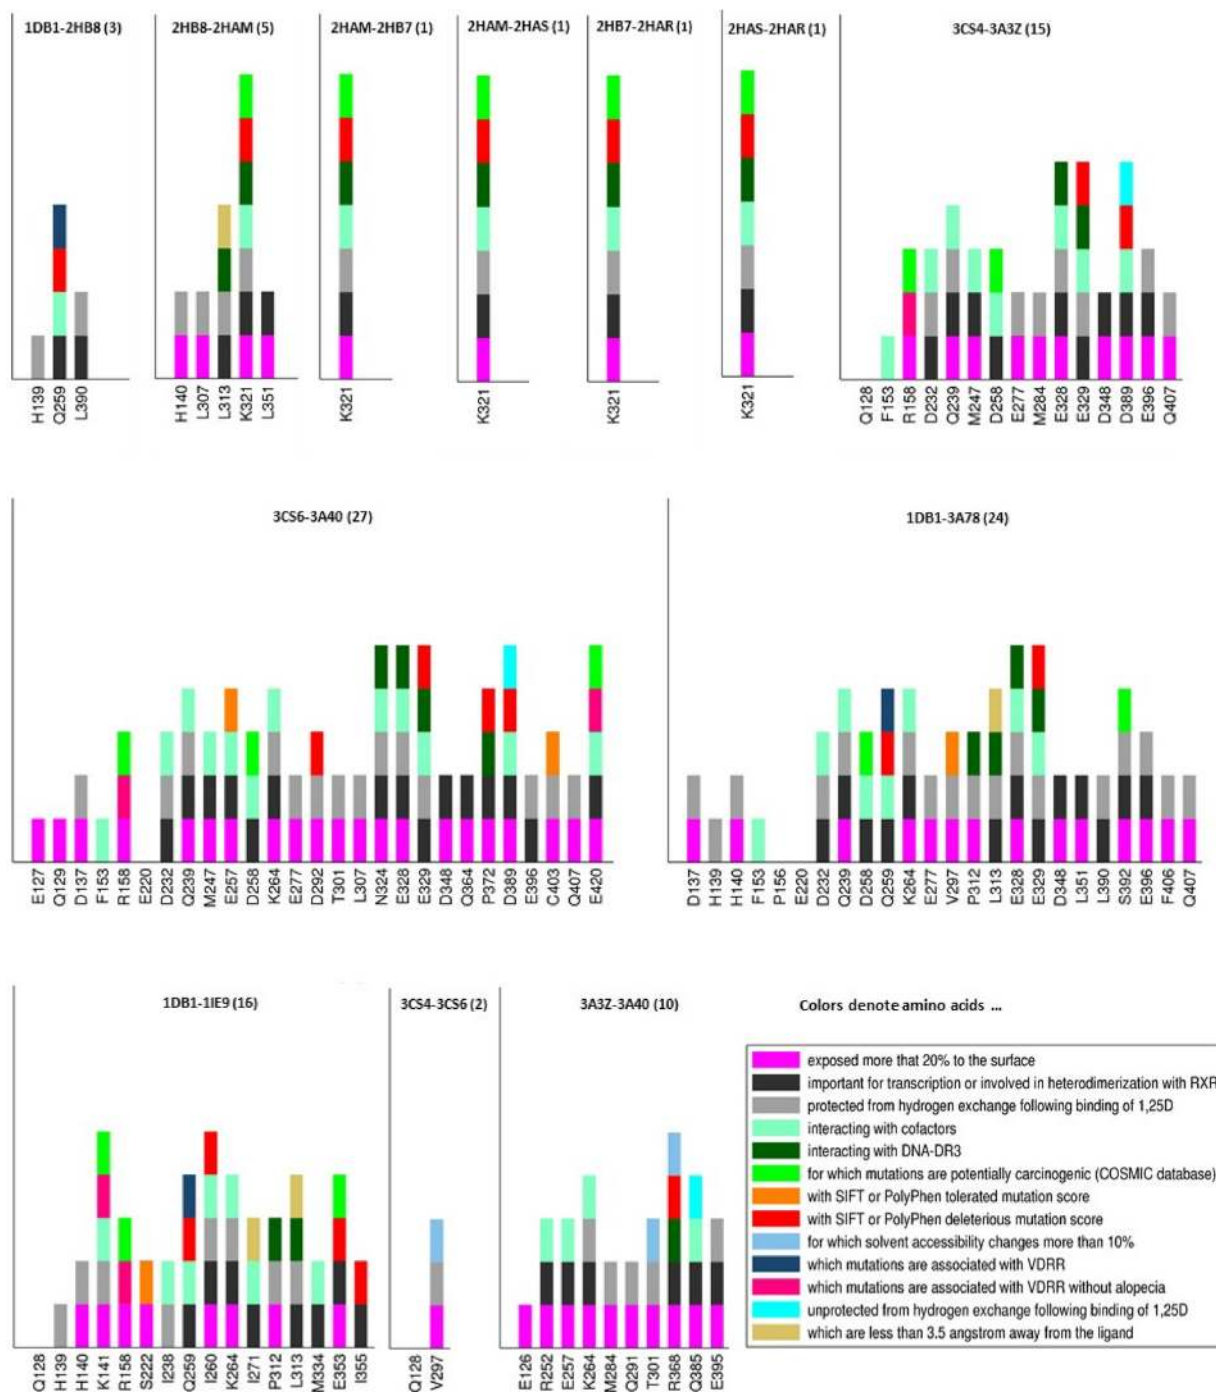 1DB1-2HB8 (3)
2HB8-2HAM (5)
2HAM-2HB7 (1)
2HAM-2HAS (1)
2HB7-2HAR (1)
2HAS-2HAR (1)
3CS4-3A3Z (15)
H139
Q259
L390
H140
L307
L313
K321
L351
K321
K321
K321
K321
Q128
F153
R158
D232
Q239
M247
D258
E277
M284
E328
E329
D348
D389
E396
Q407
3CS6-3A40 (27)
1DB1-3A78 (24)
E127
Q129
D137
F153
R158
E220
D232
Q239
M247
E257
D258
K264
E277
D292
T301
L307
N324
E328
E329
D348
Q364
P372
D389
E396
C403
Q407
E420
D137
H139
H140
F153
P156
E220
D232
Q239
D258
Q259
K264
E277
V297
P312
L313
E328
E329
D348
L351
L390
S392
E396
F406
Q407
1DB1-1IE9 (16)
3CS4-3CS6 (2)
3A3Z-3A40 (10)
Q128
H139
H140
K141
R158
S222
I238
Q259
I260
K264
I271
P312
L313
M334
E353
I355
Q128
V297
E126
R252
E257
K264
M284
Q291
T301
R368
Q385
E395
Colors denote amino acids ...
exposed more that 20% to the surface
important for transcription or involved in heterodimerization with RXR
protected from hydrogen exchange following binding of 1,25D
interacting with cofactors
interacting with DNA-DR3
for which mutations are potentially carcinogenic (COSMIC database)
with SIFT or PolyPhen tolerated mutation score
with SIFT or PolyPhen deleterious mutation score
for which solvent accessibility changes more than 10%
which mutations are associated with VDRR
which mutations are associated with VDRR without alopecia
unprotected from hydrogen exchange following binding of 1,25D
which are less than 3.5 angstrom away from the ligand